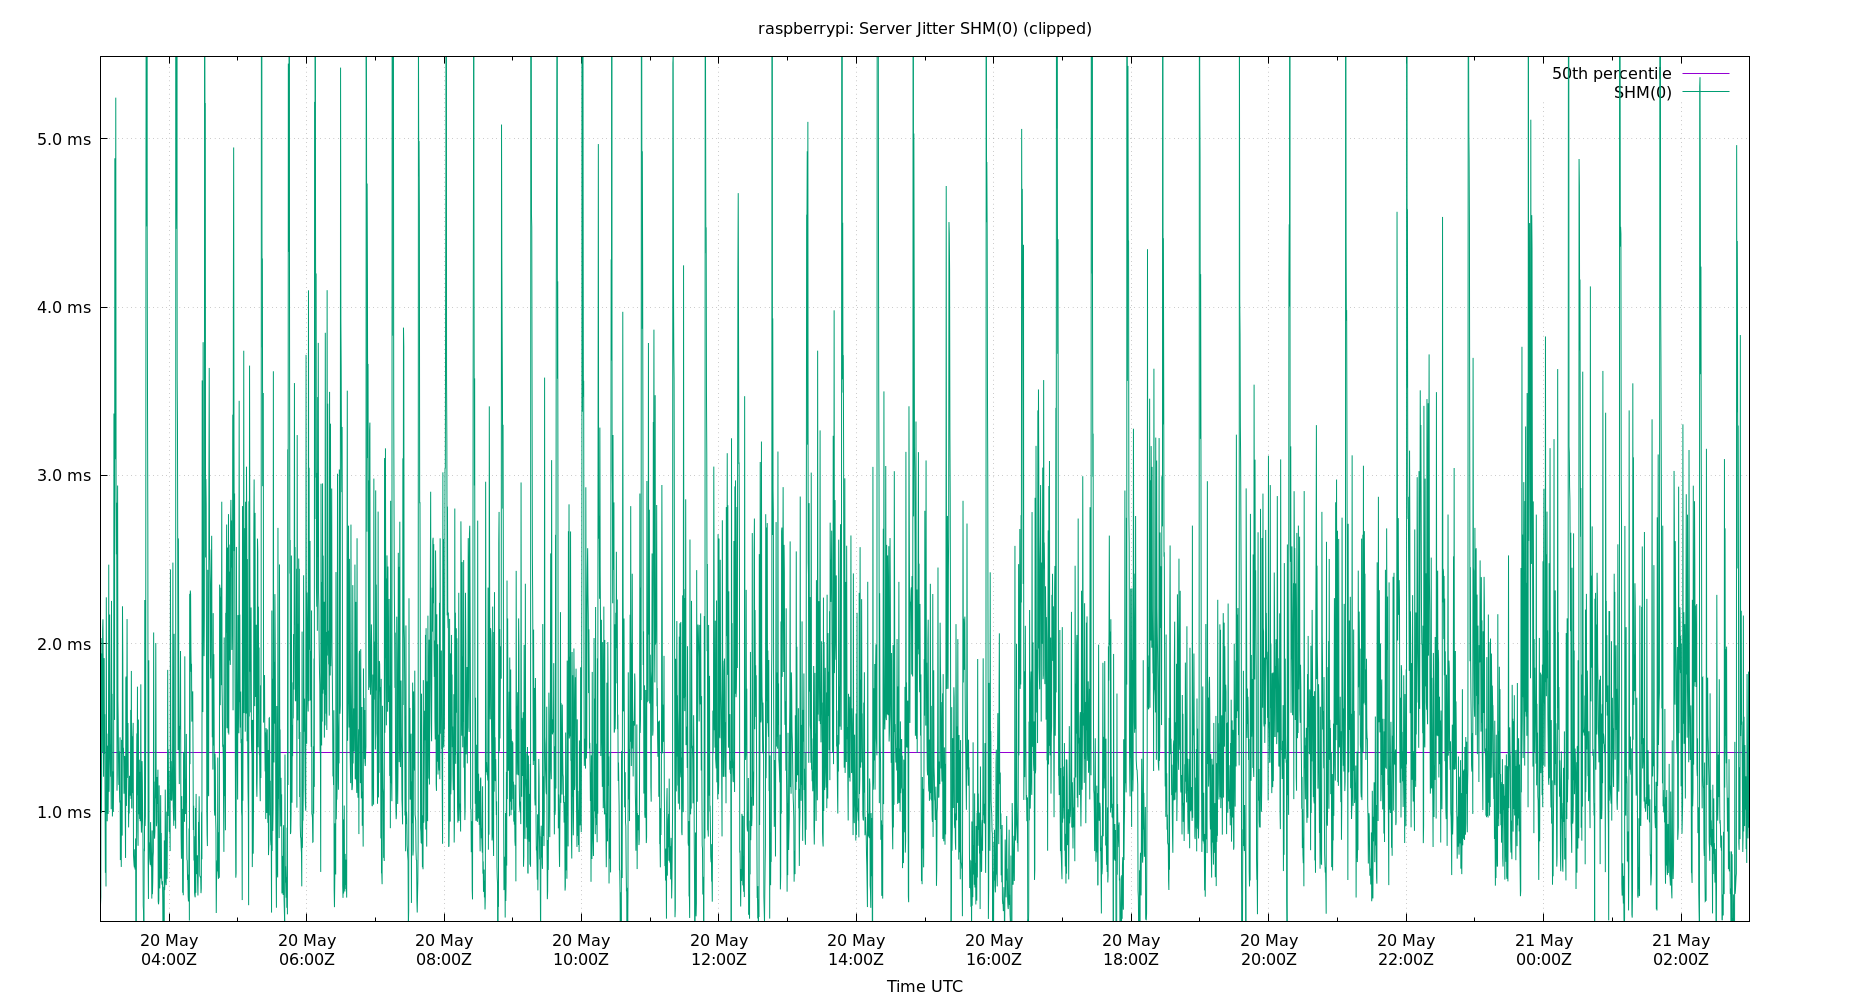 raspberrypi: Server Jitter SHM(0) (clipped)
50th percentile
SHM(0)
5.0 ms
4.0 ms
3.0 ms
2.0 ms
1.0 ms
20 May 20 May 20 May 20 May 20 May 20 May 20 May 20 May 20 May 20 May 21 May 21 May
04:00Z 06:00Z 08:00Z 10:00Z 12:00Z 14:00Z 16:00Z 18:00Z 20:00Z 22:00Z 00:00Z 02:00Z
Time UTC